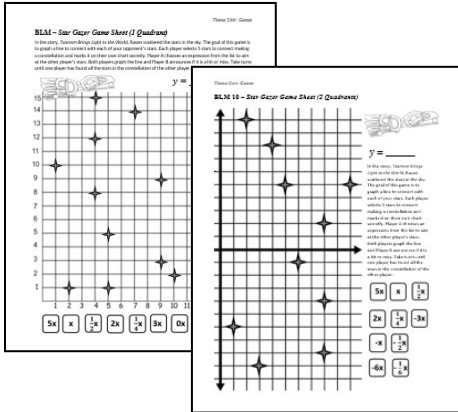 Theme Unit: Games
BLM – Star Gazer Game Sheet (1 Quadrant)
In the story, Txamsm Brings Light to the World, Raven scattered the stars in the sky. The goal of this game is
to graph a line to connect with each of your opponent's stars. Each player selects 5 stars to connect making
a constellation and marks it on their own chart secretly. Player A chooses an expression from the list to aim
at the other player's stars. Both players graph the line and Player B announces if it is a hit or miss. Take turns
until one player has found all the stars in the constellation of the other player.
y =
15
14
13
12
11
10
9
8
7
6
5
4
3
2
1
1 2 3 4 5 6 7 8 9 10 11
5x x 1/2x 2x 1/4x 3x 0x
Theme Unit: Games
BLM 10 – Star Gazer Game Sheet (2 Quadrants)
y = ____
In the story, Txamsm Brings
Light to the World, Raven
scattered the stars in the sky.
The goal of this game is to
graph a line to connect with
each of your stars. Each player
selects 5 stars to connect
making a constellation and
marks it on their own chart
secretly. Player A chooses an
expression from the list to aim
at the other player's stars.
Both players graph the line
and Player B announces if it is
a hit or miss. Take turns until
one player has found all the
stars in the constellation of the
other player.
5x x 1/2x
2x 1/4x -3x
-x -1/2x
-6x -1/6x